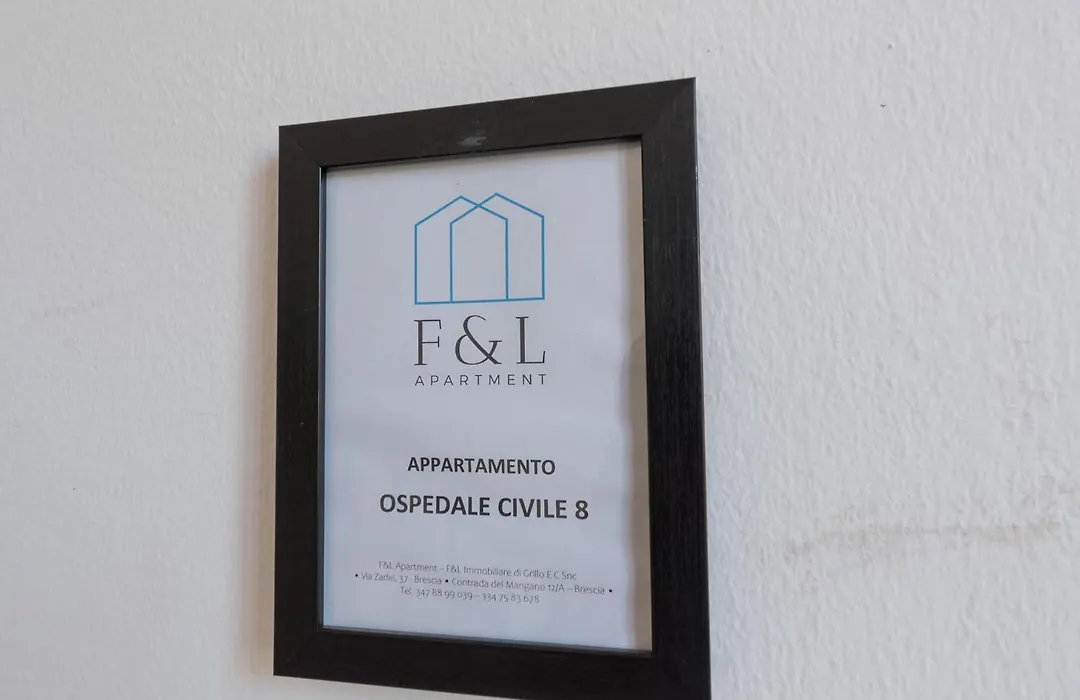 F&L
APARTMENT
APPARTAMENTO
OSPEDALE CIVILE 8
F&L Apartment – F&L Immobiliare di Grillo E.C Snc
• Via Zadei, 37 - Brescia • Contrada del Mangano 12/A – Brescia •
Tel. 347 88 99 039 – 334 75 83 678